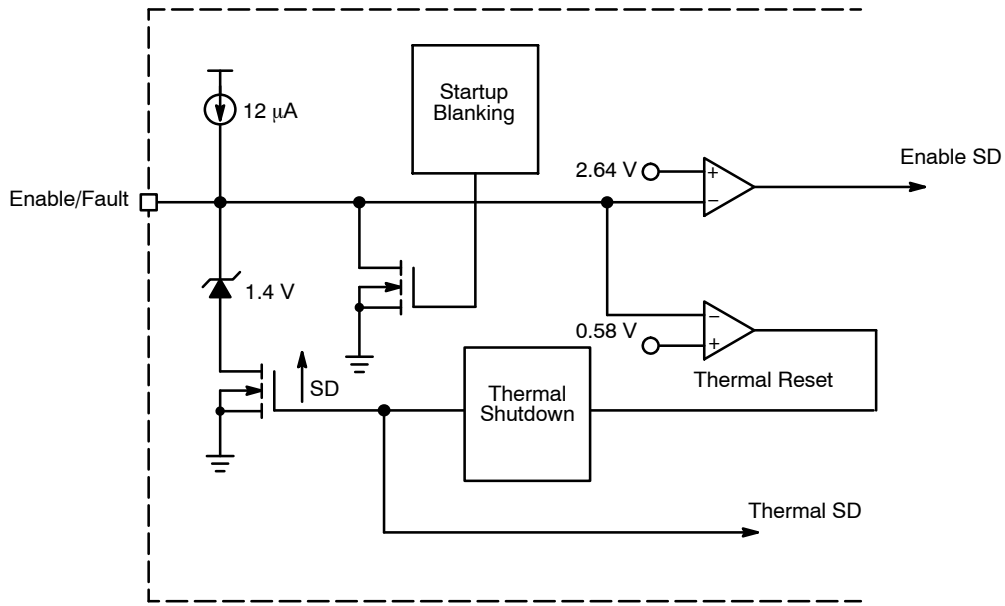 Startup
Blanking
12 μA
2.64 V
+
−
Enable SD
Enable/Fault
1.4 V
−
0.58 V
+
Thermal Reset
SD
Thermal
Shutdown
Thermal SD